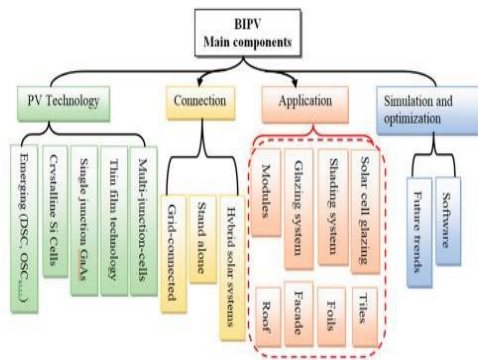 BIPV
Main components
PV Technology
Connection
Application
Simulation and
optimization
Emerging (DSC, OSC,...)
Crystalline Si Cells
Single junction GaAs
Thin film technology
Multi-junction-cells
Grid-connected
Stand alone
Hybrid solar systems
Modules
Glazing system
Shading system
Solar cell glazing
Roof
Facade
Foils
Tiles
Future trends
Software